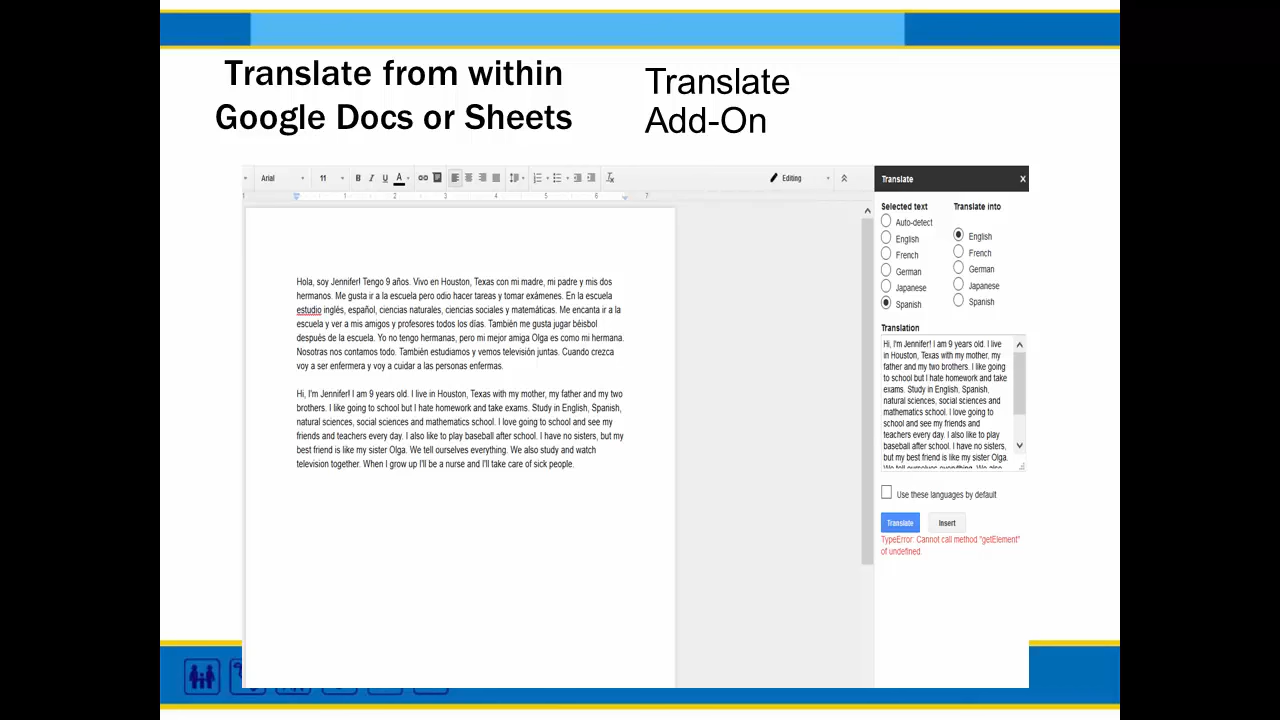 Translate from within
Google Docs or Sheets
Translate
Add-On
Arial
11
B I U A
Editing
1 1 2 3 4 5 6 7
Hola, soy Jennifer! Tengo 9 años. Vivo en Houston, Texas con mi madre, mi padre y mis dos
hermanos. Me gusta ir a la escuela pero odio hacer tareas y tomar exámenes. En la escuela
estudio inglés, español, ciencias naturales, ciencias sociales y matemáticas. Me encanta ir a la
escuela y ver a mis amigos y profesores todos los días. También me gusta jugar béisbol
después de la escuela. Yo no tengo hermanas, pero mi mejor amiga Olga es como mi hermana.
Nosotras nos contamos todo. También estudiamos y vemos televisión juntas. Cuando crezca
voy a ser enfermera y voy a cuidar a las personas enfermas.
Hi, I'm Jennifer! I am 9 years old. I live in Houston, Texas with my mother, my father and my two
brothers. I like going to school but I hate homework and take exams. Study in English, Spanish,
natural sciences, social sciences and mathematics school. I love going to school and see my
friends and teachers every day. I also like to play baseball after school. I have no sisters, but my
best friend is like my sister Olga. We tell ourselves everything. We also study and watch
television together. When I grow up I'll be a nurse and I'll take care of sick people.
Translate X
Selected text
Auto-detect
English
French
German
Japanese
Spanish
Translate into
English
French
German
Japanese
Spanish
Translation
Hi, I'm Jennifer! I am 9 years old. I live
in Houston, Texas with my mother, my
father and my two brothers. I like going
to school but I hate homework and take
exams. Study in English, Spanish,
natural sciences, social sciences and
mathematics school. I love going to
school and see my friends and
teachers every day. I also like to play
baseball after school. I have no sisters,
but my best friend is like my sister Olga.
We tell ourselves everything. We also
Use these languages by default
Translate
Insert
TypeError: Cannot call method "getElement"
of undefined.